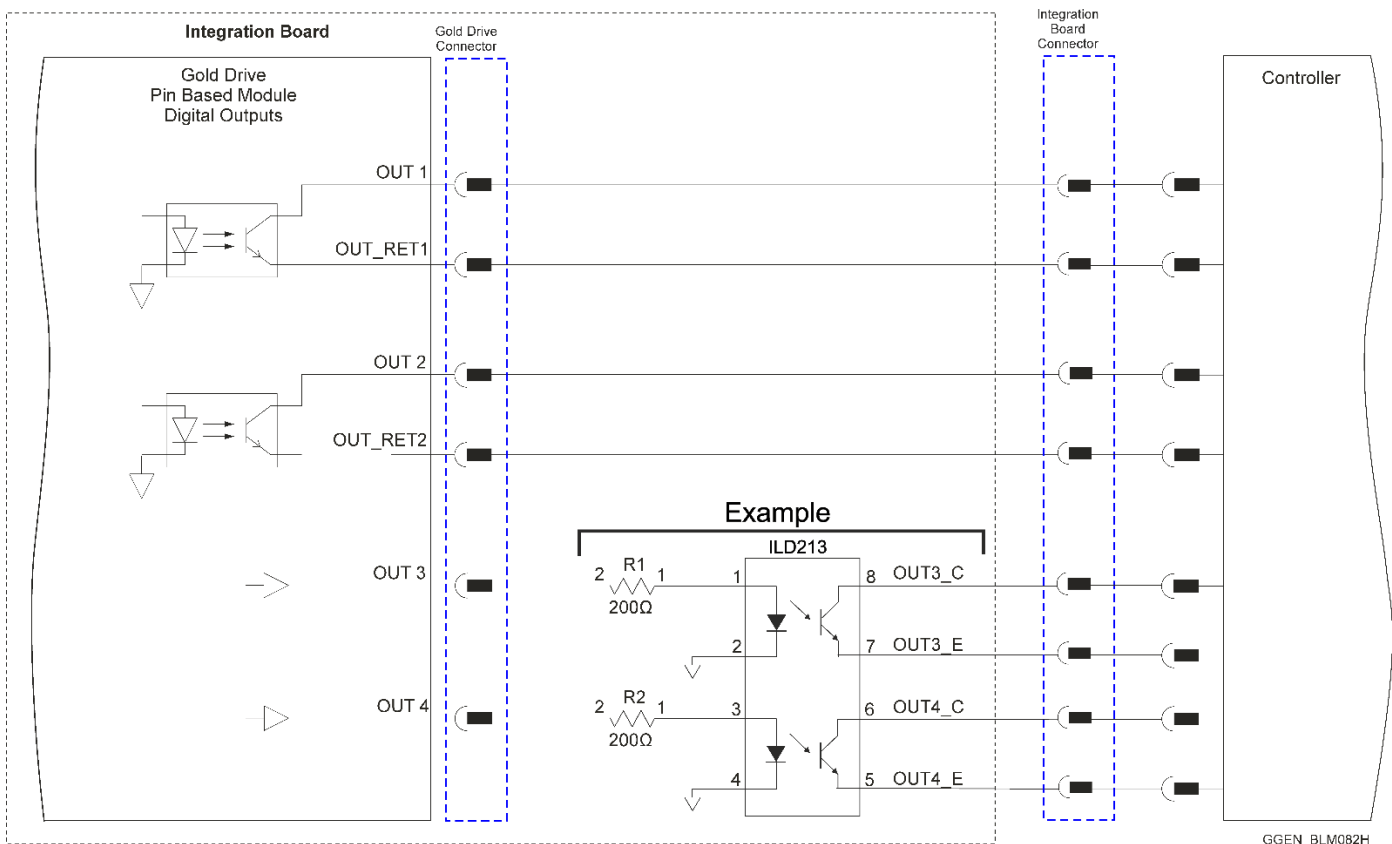 Integration Board
Gold Drive
Connector
Integration
Board
Connector
Gold Drive
Pin Based Module
Digital Outputs
Controller
OUT 1
OUT_RET1
OUT 2
OUT_RET2
Example
ILD213
OUT 3
2 R1 1
200Ω
1
8 OUT3_C
2
7 OUT3_E
OUT 4
2 R2 1
200Ω
3
6 OUT4_C
4
5 OUT4_E
GGEN_BLM082H